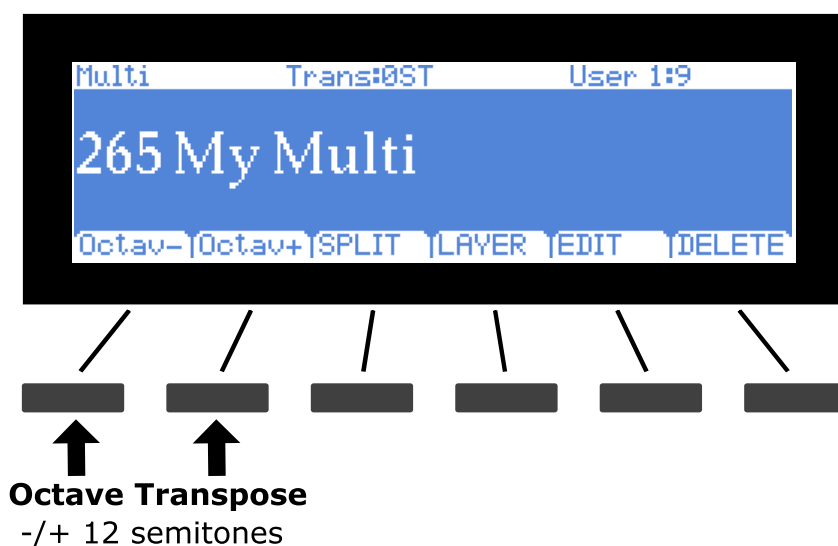 Multi Trans:0ST User 1:9
265 My Multi
Octav- Octav+ SPLIT LAYER EDIT DELETE
Octave Transpose
-/+ 12 semitones